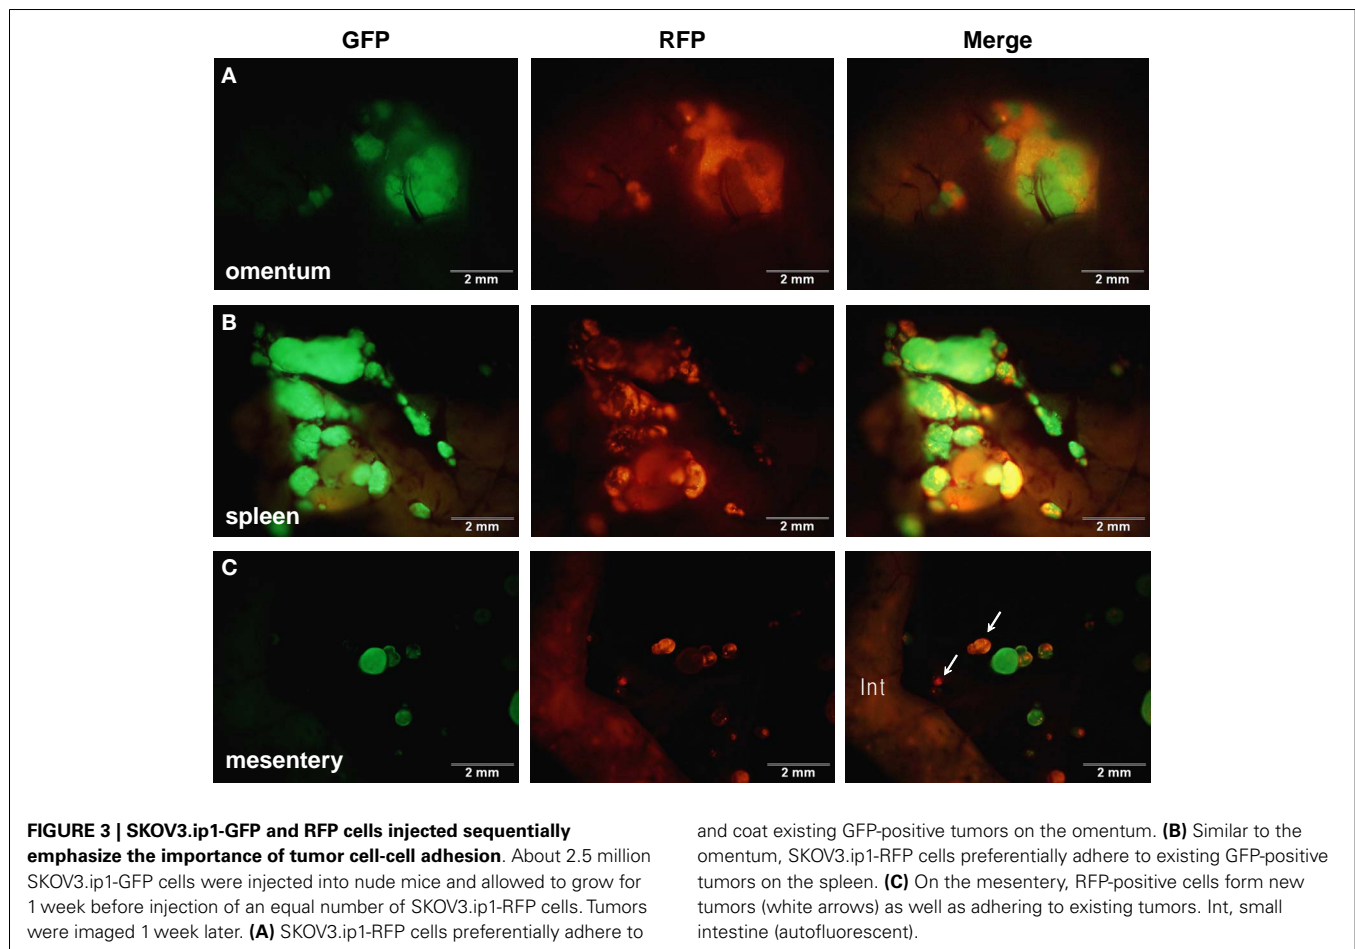 GFP RFP Merge
A
omentum
2 mm
2 mm
2 mm
B
spleen
2 mm
2 mm
2 mm
C
Int
mesentery
2 mm
2 mm
2 mm
FIGURE 3 | SKOV3.ip1-GFP and RFP cells injected sequentially
emphasize the importance of tumor cell-cell adhesion. About 2.5 million
SKOV3.ip1-GFP cells were injected into nude mice and allowed to grow for
1 week before injection of an equal number of SKOV3.ip1-RFP cells. Tumors
were imaged 1 week later. (A) SKOV3.ip1-RFP cells preferentially adhere to
and coat existing GFP-positive tumors on the omentum. (B) Similar to the
omentum, SKOV3.ip1-RFP cells preferentially adhere to existing GFP-positive
tumors on the spleen. (C) On the mesentery, RFP-positive cells form new
tumors (white arrows) as well as adhering to existing tumors. Int, small
intestine (autofluorescent).